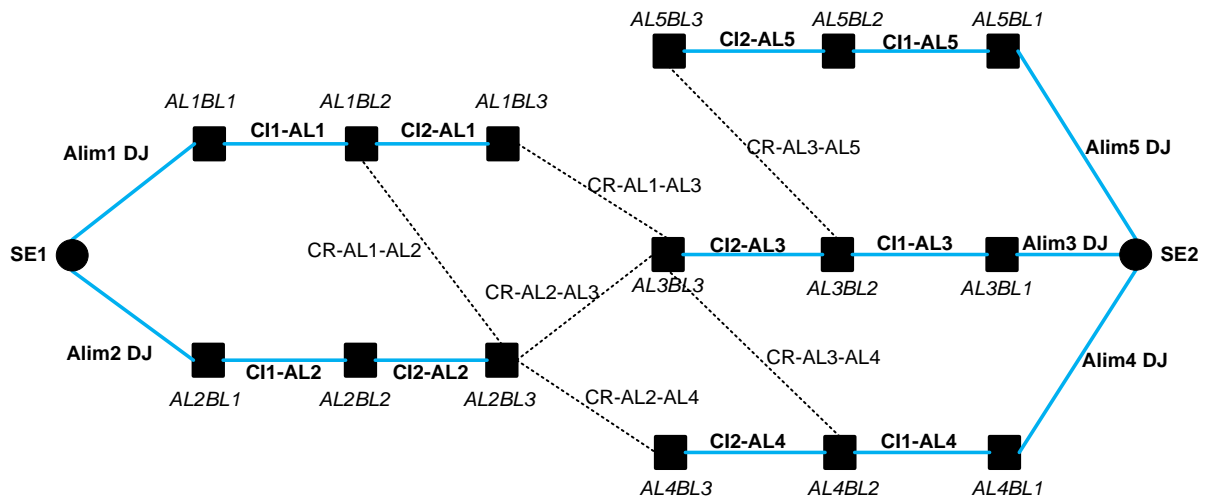 AL5BL3
AL5BL2
AL5BL1
CI2-AL5
CI1-AL5
AL1BL1
AL1BL2
AL1BL3
CI1-AL1
CI2-AL1
Alim1 DJ
CR-AL3-AL5
Alim5 DJ
CR-AL1-AL3
SE1
CR-AL1-AL2
CI2-AL3
CI1-AL3
Alim3 DJ
SE2
CR-AL2-AL3
AL3BL3
AL3BL2
AL3BL1
Alim2 DJ
CR-AL3-AL4
Alim4 DJ
CI1-AL2
CI2-AL2
AL2BL1
AL2BL2
AL2BL3
CR-AL2-AL4
CI2-AL4
CI1-AL4
AL4BL3
AL4BL2
AL4BL1